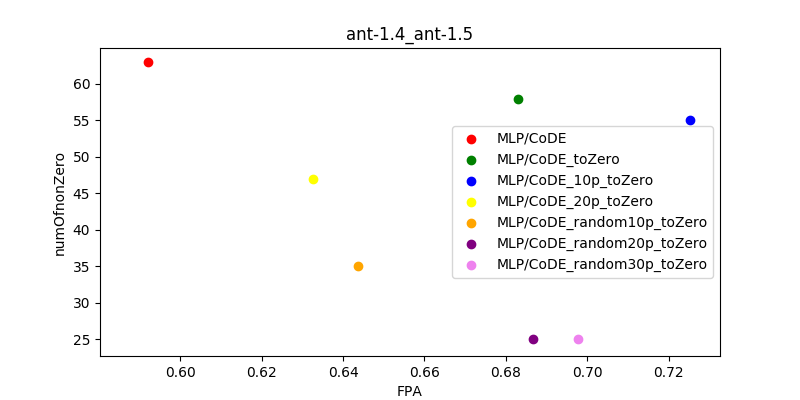 ant-1.4_ant-1.5
numOfnonZero
60
55
50
45
40
35
30
25
MLP/CoDE
MLP/CoDE_toZero
MLP/CoDE_10p_toZero
MLP/CoDE_20p_toZero
MLP/CoDE_random10p_toZero
MLP/CoDE_random20p_toZero
MLP/CoDE_random30p_toZero
0.60 0.62 0.64 0.66 0.68 0.70 0.72
FPA